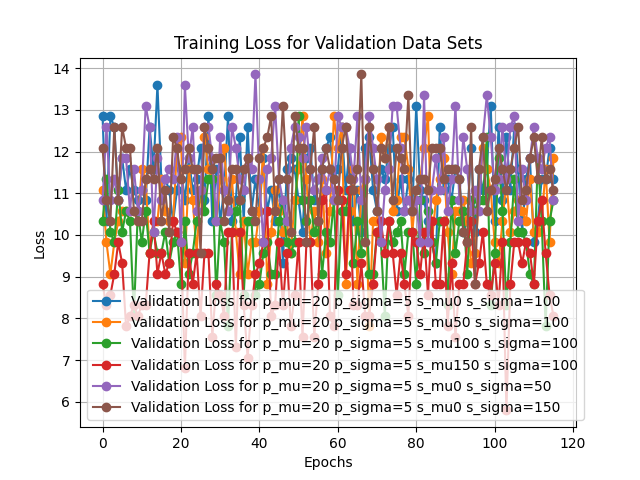 Training Loss for Validation Data Sets
14
13
12
11
10
9
8
7
6
Loss
Validation Loss for p_mu=20 p_sigma=5 s_mu0 s_sigma=100
Validation Loss for p_mu=20 p_sigma=5 s_mu50 s_sigma=100
Validation Loss for p_mu=20 p_sigma=5 s_mu100 s_sigma=100
Validation Loss for p_mu=20 p_sigma=5 s_mu150 s_sigma=100
Validation Loss for p_mu=20 p_sigma=5 s_mu0 s_sigma=50
Validation Loss for p_mu=20 p_sigma=5 s_mu0 s_sigma=150
0 20 40 60 80 100 120
Epochs